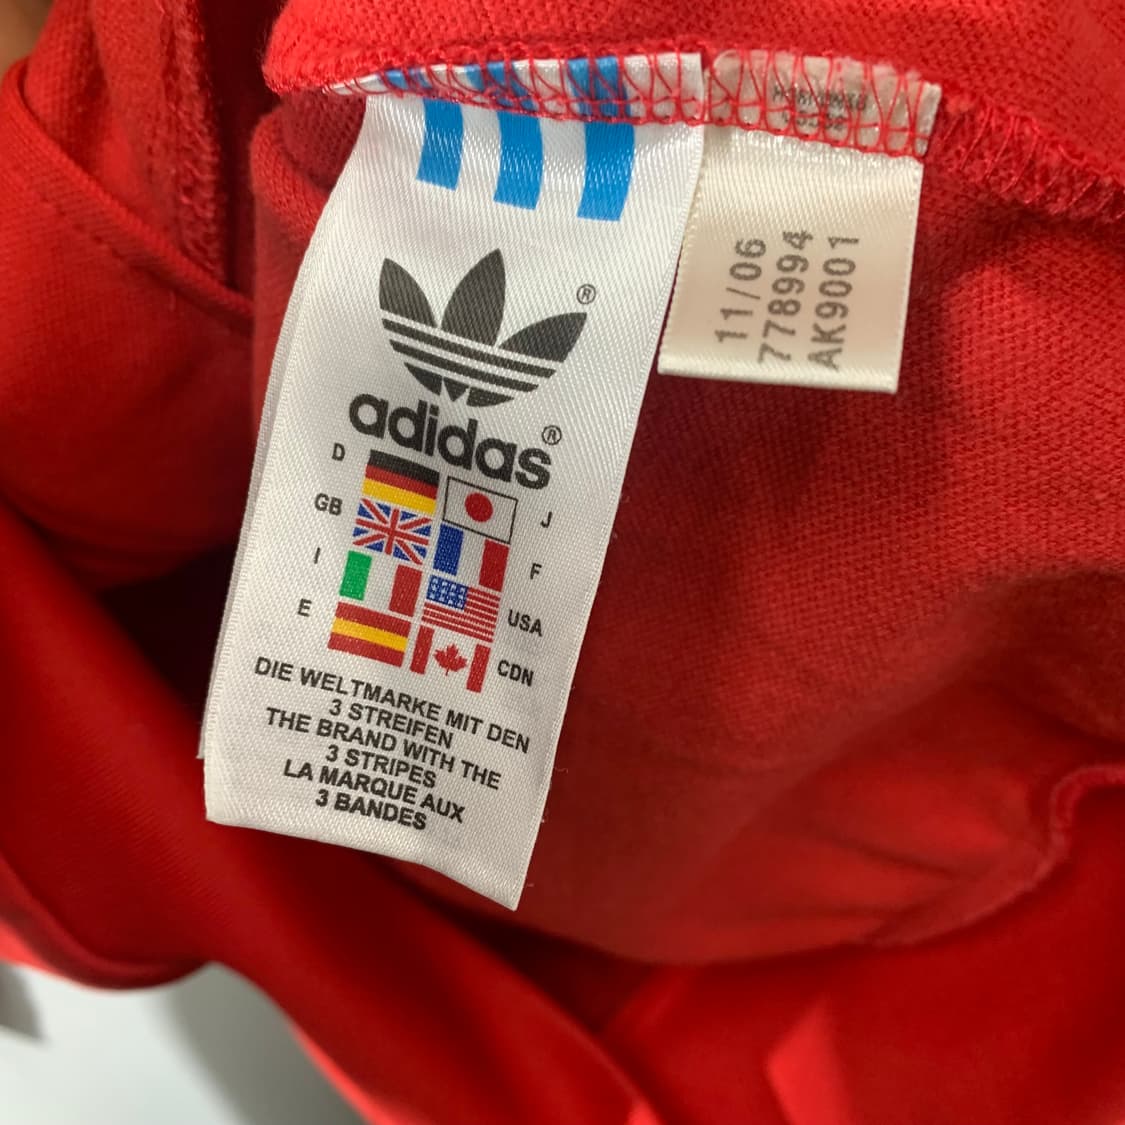 ®
adidas®
D
J
GB
F
I
USA
E
CDN
DIE WELTMARKE MIT DEN
3 STREIFEN
THE BRAND WITH THE
3 STRIPES
LA MARQUE AUX
3 BANDES
11/06
778994
AK9001